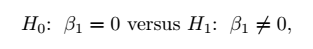 H₀: β₁ = 0 versus H₁: β₁ ≠ 0,